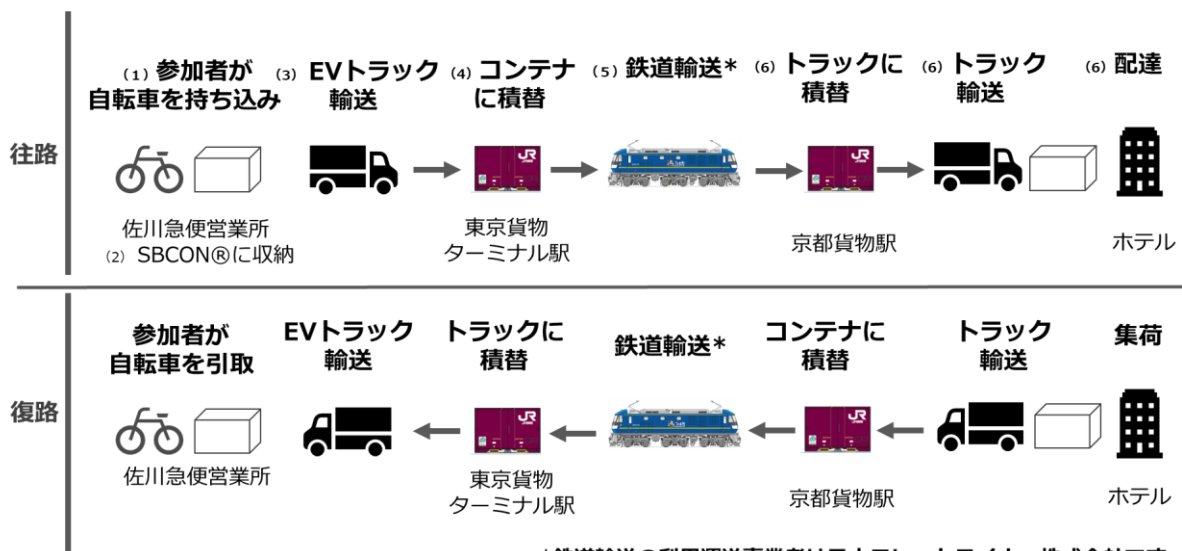 (1) 参加者が
自転車を持ち込み
(3) EVトラック
輸送
(4) コンテナ
に積替
(5) 鉄道輸送*
(6) トラックに
積替
(6) トラック
輸送
(6) 配達
往路
JR
JR
佐川急便営業所
(2) SBCON®に収納
東京貨物
ターミナル駅
京都貨物駅
ホテル
参加者が
自転車を引取
EVトラック
輸送
トラックに
積替
鉄道輸送*
コンテナに
積替
トラック
輸送
集荷
復路
JR
JR
佐川急便営業所
東京貨物
ターミナル駅
京都貨物駅
ホテル